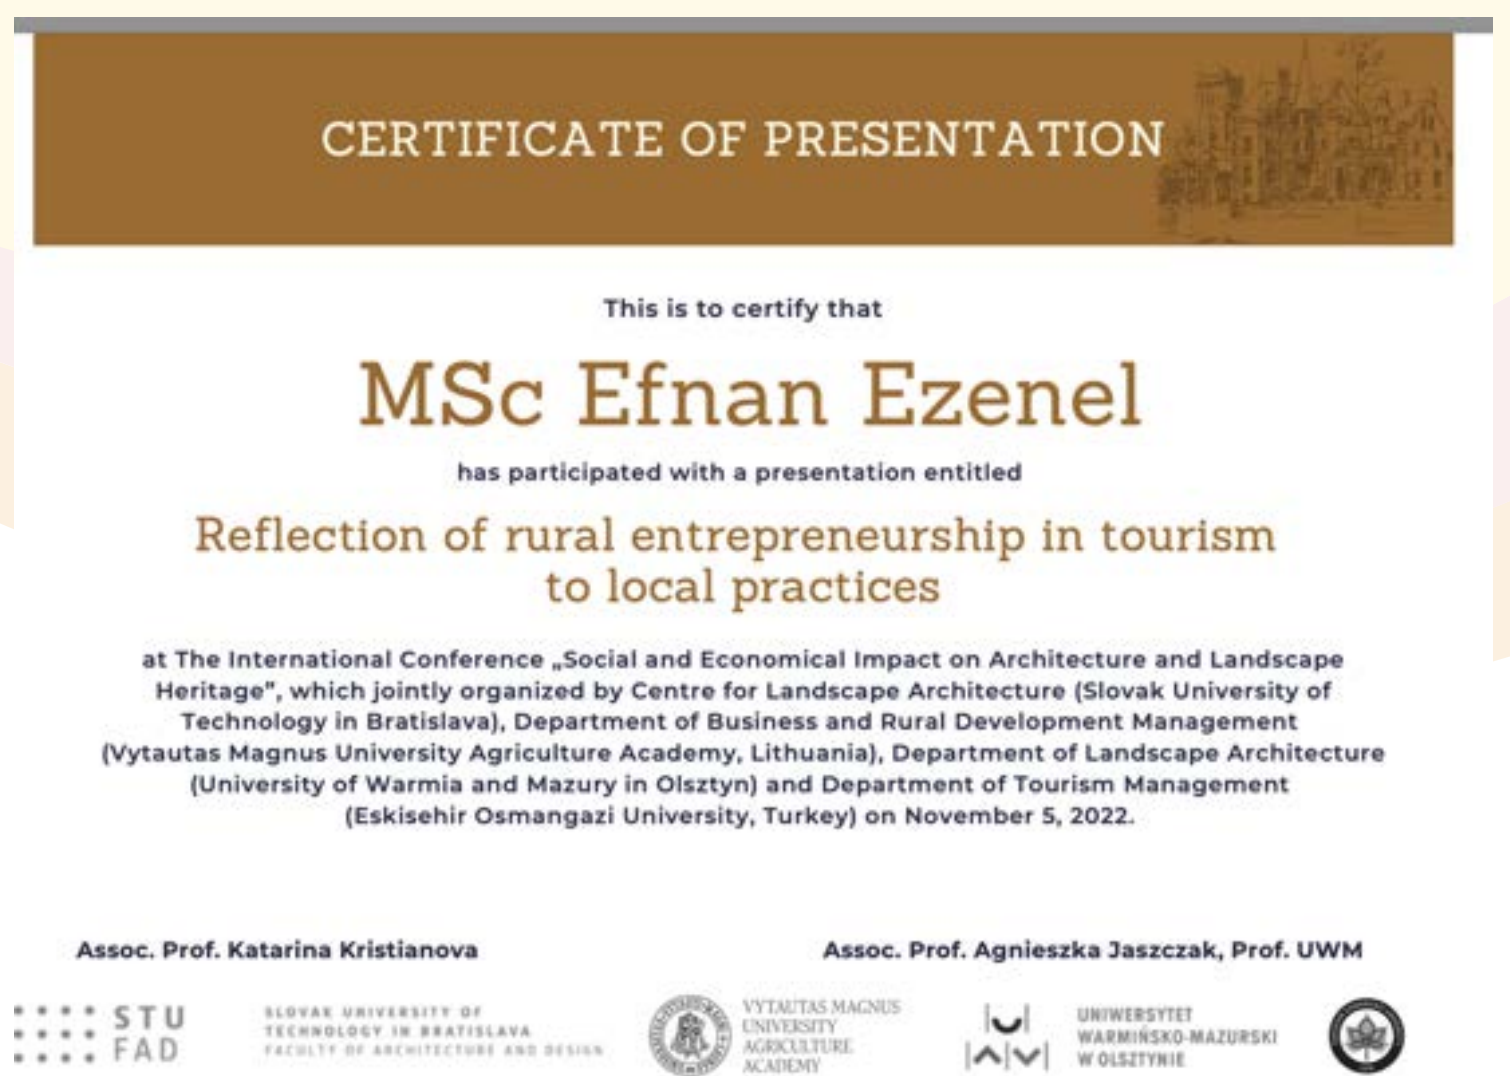 CERTIFICATE OF PRESENTATION
This is to certify that
MSc Efnan Ezenel
has participated with a presentation entitled
Reflection of rural entrepreneurship in tourism
to local practices
at The International Conference „Social and Economical Impact on Architecture and Landscape
Heritage”, which jointly organized by Centre for Landscape Architecture (Slovak University of
Technology in Bratislava), Department of Business and Rural Development Management
(Vytautas Magnus University Agriculture Academy, Lithuania), Department of Landscape Architecture
(University of Warmia and Mazury in Olsztyn) and Department of Tourism Management
(Eskisehir Osmangazi University, Turkey) on November 5, 2022.
Assoc. Prof. Katarina Kristianova
Assoc. Prof. Agnieszka Jaszczak, Prof. UWM
STU
FAD
SLOVAK UNIVERSITY OF
TECHNOLOGY IN BRATISLAVA
FACULTY OF ARCHITECTURE AND DESIGN
VYTAUTAS MAGNUS
UNIVERSITY
AGRICULTURE
ACADEMY
UNIWERSYTET
WARMIŃSKO-MAZURSKI
W OLSZTYNIE